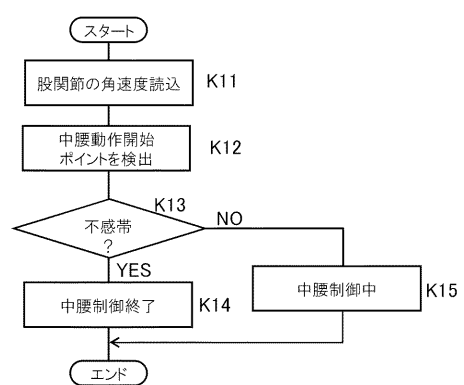 スタート
股関節の角速度読込
K11
中腰動作開始
ポイントを検出
K12
K13
不感帯
?
NO
YES
中腰制御終了
K14
中腰制御中
K15
エンド